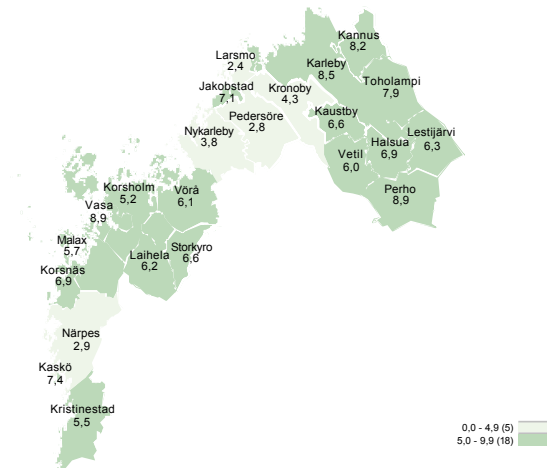 Kannus
8,2
Larsmo
2,4
Karleby
8,5
Jakobstad
7,1
Kronoby
4,3
Toholampi
7,9
Pedersöre
2,8
Kaustby
6,6
Nykarleby
3,8
Lestijärvi
6,3
Halsua
6,9
Vetil
6,0
Perho
8,9
Korsholm
5,2
Vörå
6,1
Vasa
8,9
Malax
5,7
Storkyro
6,6
Laihela
6,2
Korsnäs
6,9
Närpes
2,9
Kaskö
7,4
Kristinestad
5,5
0,0 - 4,9 (5)
5,0 - 9,9 (18)